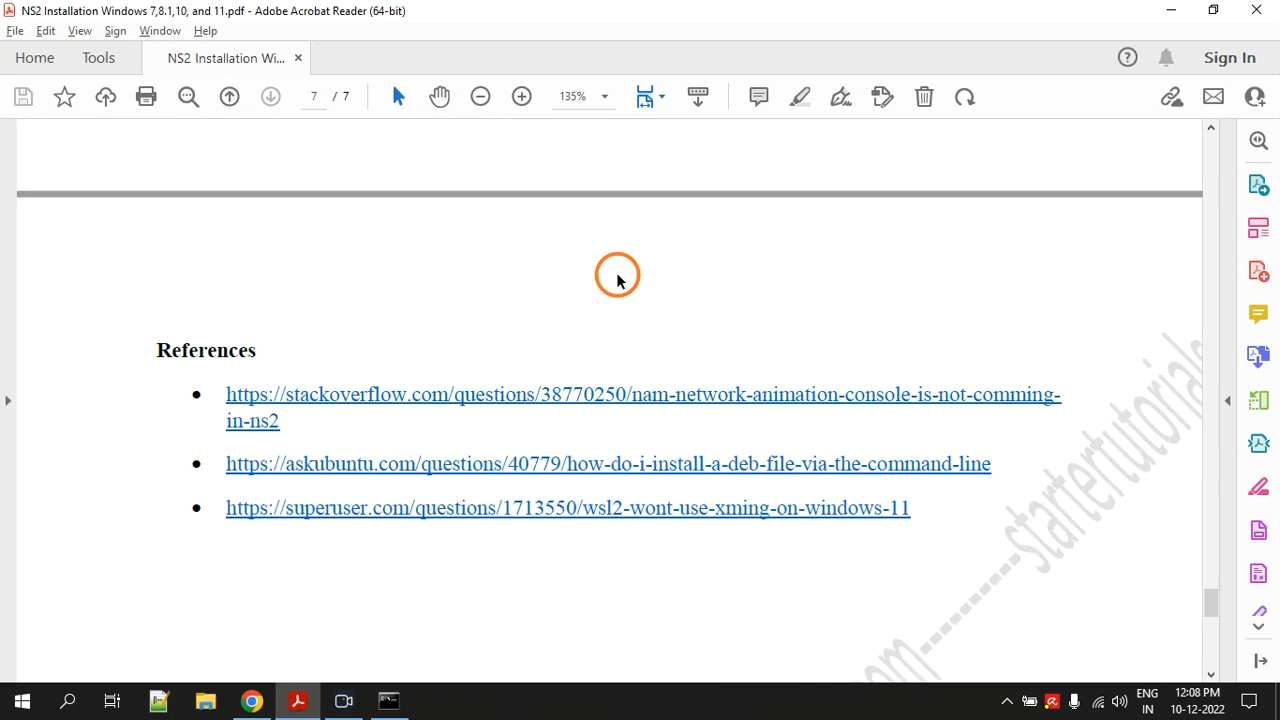 NS2 Installation Windows 7,8.1,10, and 11.pdf - Adobe Acrobat Reader (64-bit)
File Edit View Sign Window Help
Home Tools NS2 Installation Wi... × Sign In
7 / 7 135%
References
• https://stackoverflow.com/questions/38770250/nam-network-animation-console-is-not-comming-
in-ns2
• https://askubuntu.com/questions/40779/how-do-i-install-a-deb-file-via-the-command-line
• https://superuser.com/questions/1713550/wsl2-wont-use-xming-on-windows-11
om------startertutorials
ENG 12:08 PM
IN 10-12-2022